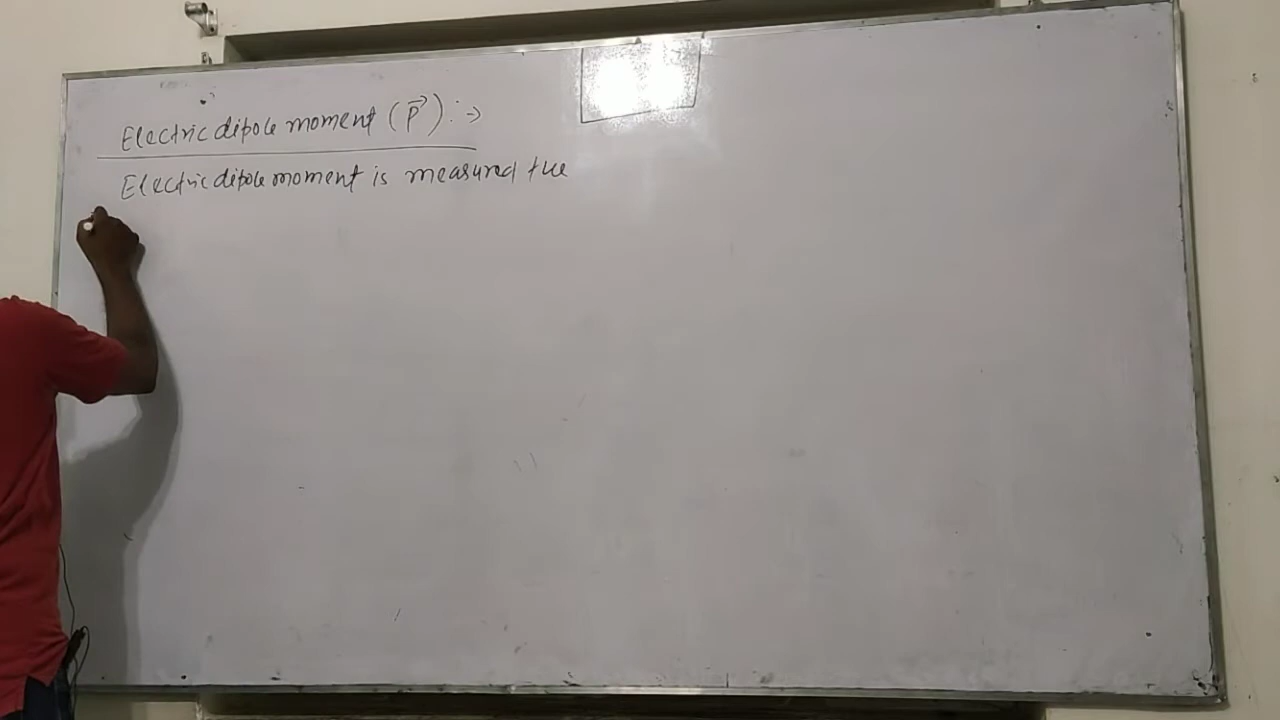 Electric dipole moment (p⃗) :->
Electric dipole moment is measured the